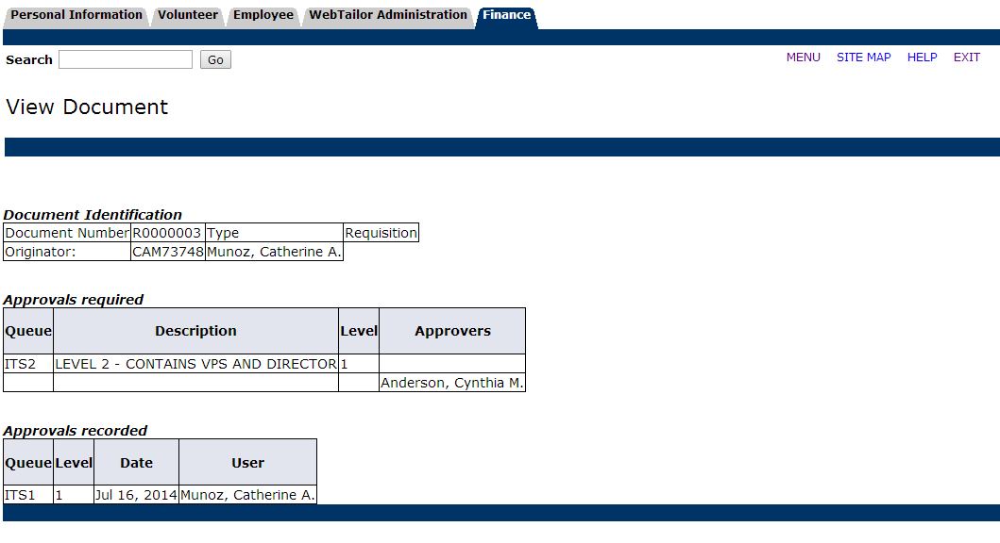 Personal Information Volunteer Employee WebTailor Administration Finance
Search Go MENU SITE MAP HELP EXIT
View Document
Document Identification
Document Number R0000003 Type Requisition
Originator: CAM73748 Munoz, Catherine A.
Approvals required
Queue Description Level Approvers
ITS2 LEVEL 2 - CONTAINS VPS AND DIRECTOR 1
Anderson, Cynthia M.
Approvals recorded
Queue Level Date User
ITS1 1 Jul 16, 2014 Munoz, Catherine A.